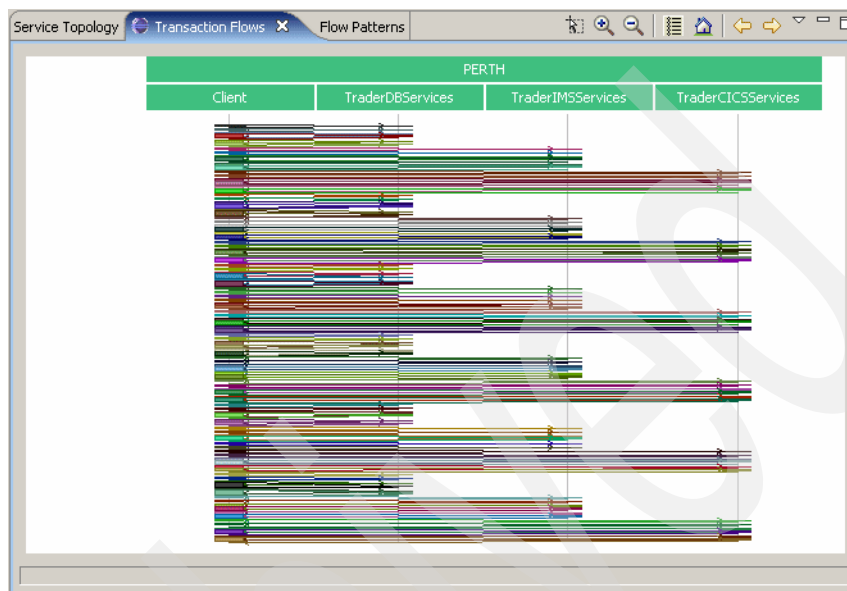 Service Topology Transaction Flows Flow Patterns
PERTH
Client TraderDBServices TraderIMSServices TraderCICSServices